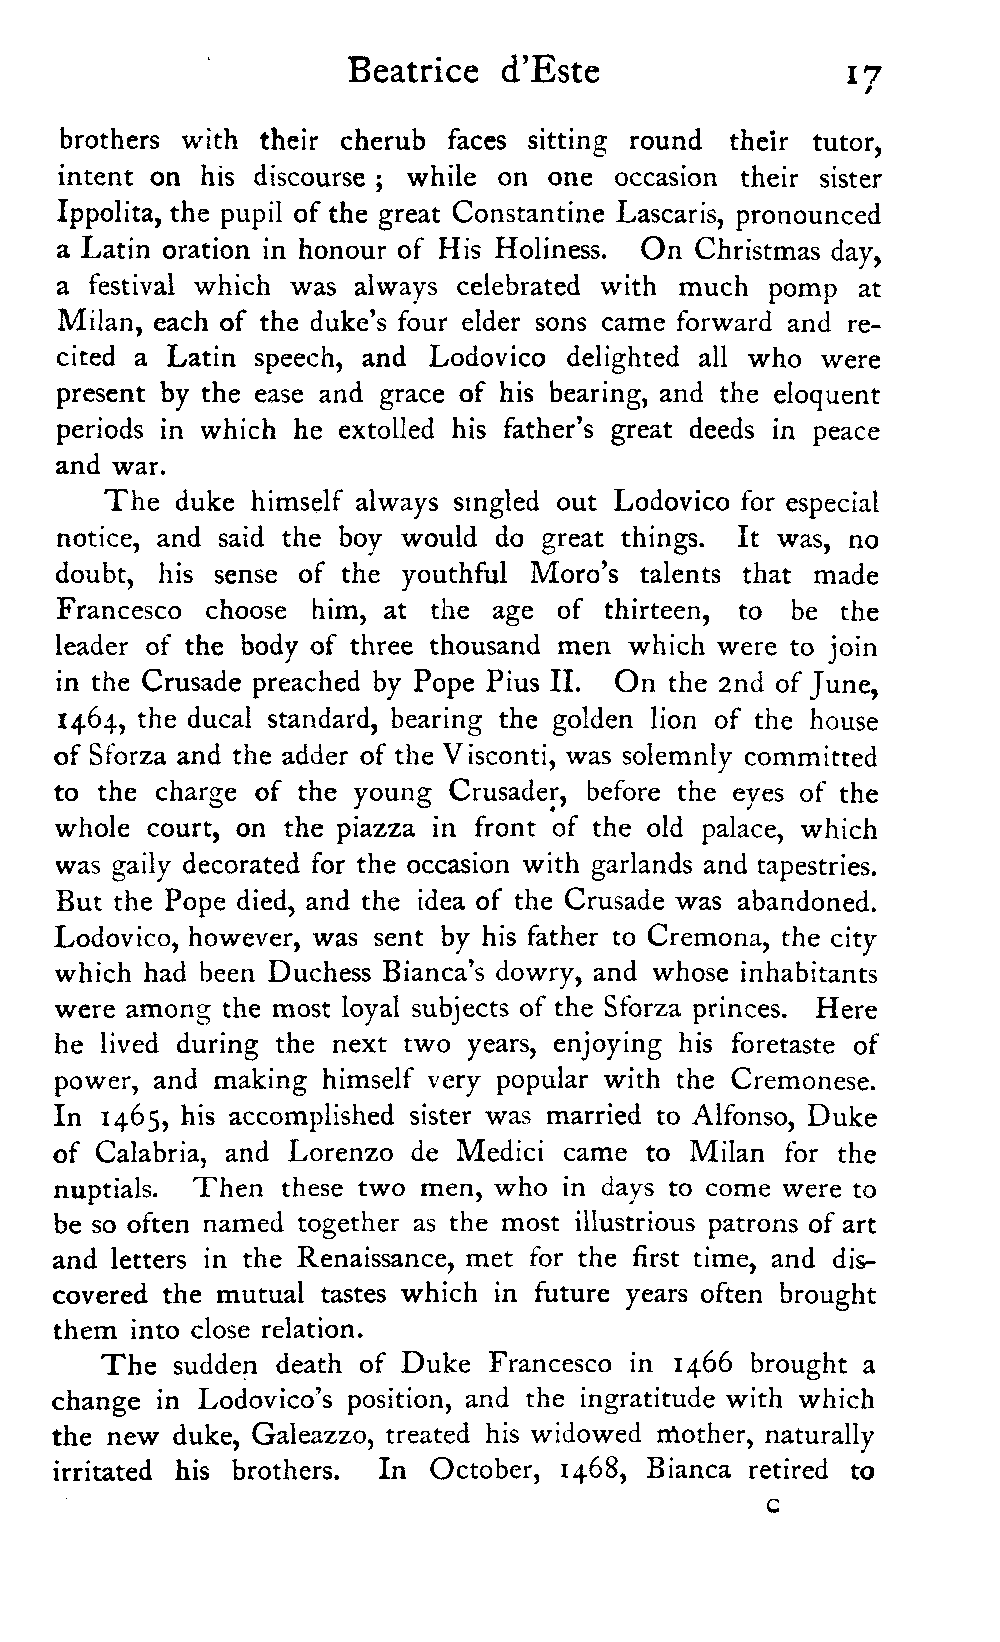 Beatrice d'Este 17
brothers with their cherub faces sitting round their tutor,
intent on his discourse ; while on one occasion their sister
Ippolita, the pupil of the great Constantine Lascaris, pronounced
a Latin oration in honour of His Holiness. On Christmas day,
a festival which was always celebrated with much pomp at
Milan, each of the duke's four elder sons came forward and re-
cited a Latin speech, and Lodovico delighted all who were
present by the ease and grace of his bearing, and the eloquent
periods in which he extolled his father's great deeds in peace
and war.
The duke himself always singled out Lodovico for especial
notice, and said the boy would do great things. It was, no
doubt, his sense of the youthful Moro's talents that made
Francesco choose him, at the age of thirteen, to be the
leader of the body of three thousand men which were to join
in the Crusade preached by Pope Pius II. On the 2nd of June,
1464, the ducal standard, bearing the golden lion of the house
of Sforza and the adder of the Visconti, was solemnly committed
to the charge of the young Crusader, before the eyes of the
whole court, on the piazza in front of the old palace, which
was gaily decorated for the occasion with garlands and tapestries.
But the Pope died, and the idea of the Crusade was abandoned.
Lodovico, however, was sent by his father to Cremona, the city
which had been Duchess Bianca's dowry, and whose inhabitants
were among the most loyal subjects of the Sforza princes. Here
he lived during the next two years, enjoying his foretaste of
power, and making himself very popular with the Cremonese.
In 1465, his accomplished sister was married to Alfonso, Duke
of Calabria, and Lorenzo de Medici came to Milan for the
nuptials. Then these two men, who in days to come were to
be so often named together as the most illustrious patrons of art
and letters in the Renaissance, met for the first time, and dis-
covered the mutual tastes which in future years often brought
them into close relation.
The sudden death of Duke Francesco in 1466 brought a
change in Lodovico's position, and the ingratitude with which
the new duke, Galeazzo, treated his widowed mother, naturally
irritated his brothers. In October, 1468, Bianca retired to
C